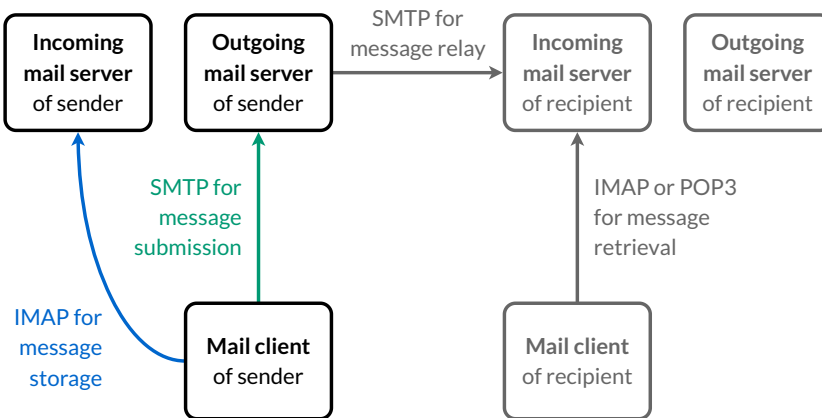 Incoming
mail server
of sender
Outgoing
mail server
of sender
SMTP for
message relay
Incoming
mail server
of recipient
Outgoing
mail server
of recipient
SMTP for
message
submission
IMAP or POP3
for message
retrieval
IMAP for
message
storage
Mail client
of sender
Mail client
of recipient